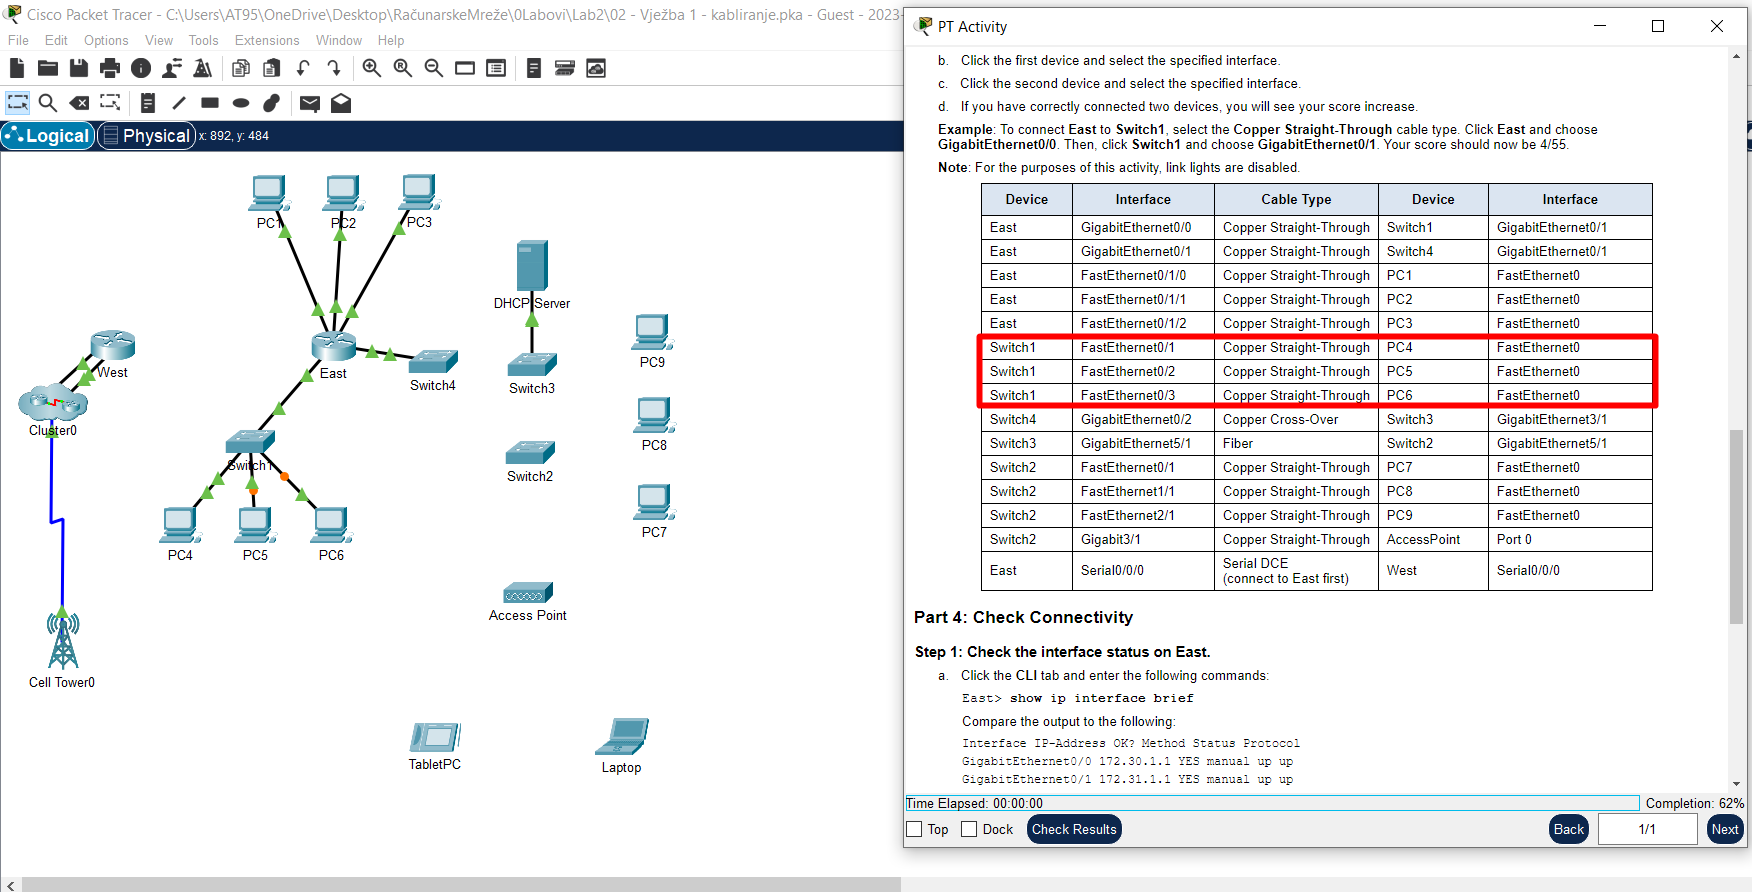 Cisco Packet Tracer - C:\Users\AT95\OneDrive\Desktop\RačunarskeMreže\0Labovi\Lab2\02 - Vježba 1 - kabliranje.pka - Guest - 2023-
File Edit Options View Tools Extensions Window Help
Logical Physical x: 892, y: 484
PC1
PC2
PC3
DHCP Server
PC9
West
East
Switch4
Switch3
Cluster0
PC8
Switch1
Switch2
PC7
PC4
PC5
PC6
Access Point
Cell Tower0
TabletPC
Laptop
PT Activity
b. Click the first device and select the specified interface.
c. Click the second device and select the specified interface.
d. If you have correctly connected two devices, you will see your score increase.
Example: To connect East to Switch1, select the Copper Straight-Through cable type. Click East and choose
GigabitEthernet0/0. Then, click Switch1 and choose GigabitEthernet0/1. Your score should now be 4/55.
Note: For the purposes of this activity, link lights are disabled.
Device Interface Cable Type Device Interface
East GigabitEthernet0/0 Copper Straight-Through Switch1 GigabitEthernet0/1
East GigabitEthernet0/1 Copper Straight-Through Switch4 GigabitEthernet0/1
East FastEthernet0/1/0 Copper Straight-Through PC1 FastEthernet0
East FastEthernet0/1/1 Copper Straight-Through PC2 FastEthernet0
East FastEthernet0/1/2 Copper Straight-Through PC3 FastEthernet0
Switch1 FastEthernet0/1 Copper Straight-Through PC4 FastEthernet0
Switch1 FastEthernet0/2 Copper Straight-Through PC5 FastEthernet0
Switch1 FastEthernet0/3 Copper Straight-Through PC6 FastEthernet0
Switch4 GigabitEthernet0/2 Copper Cross-Over Switch3 GigabitEthernet3/1
Switch3 GigabitEthernet5/1 Fiber Switch2 GigabitEthernet5/1
Switch2 FastEthernet0/1 Copper Straight-Through PC7 FastEthernet0
Switch2 FastEthernet1/1 Copper Straight-Through PC8 FastEthernet0
Switch2 FastEthernet2/1 Copper Straight-Through PC9 FastEthernet0
Switch2 Gigabit3/1 Copper Straight-Through AccessPoint Port 0
East Serial0/0/0 Serial DCE
(connect to East first) West Serial0/0/0
Part 4: Check Connectivity
Step 1: Check the interface status on East.
a. Click the CLI tab and enter the following commands:
East> show ip interface brief
Compare the output to the following:
Interface IP-Address OK? Method Status Protocol
GigabitEthernet0/0 172.30.1.1 YES manual up up
GigabitEthernet0/1 172.31.1.1 YES manual up up
Time Elapsed: 00:00:00 Completion: 62%
Top Dock Check Results Back 1/1 Next